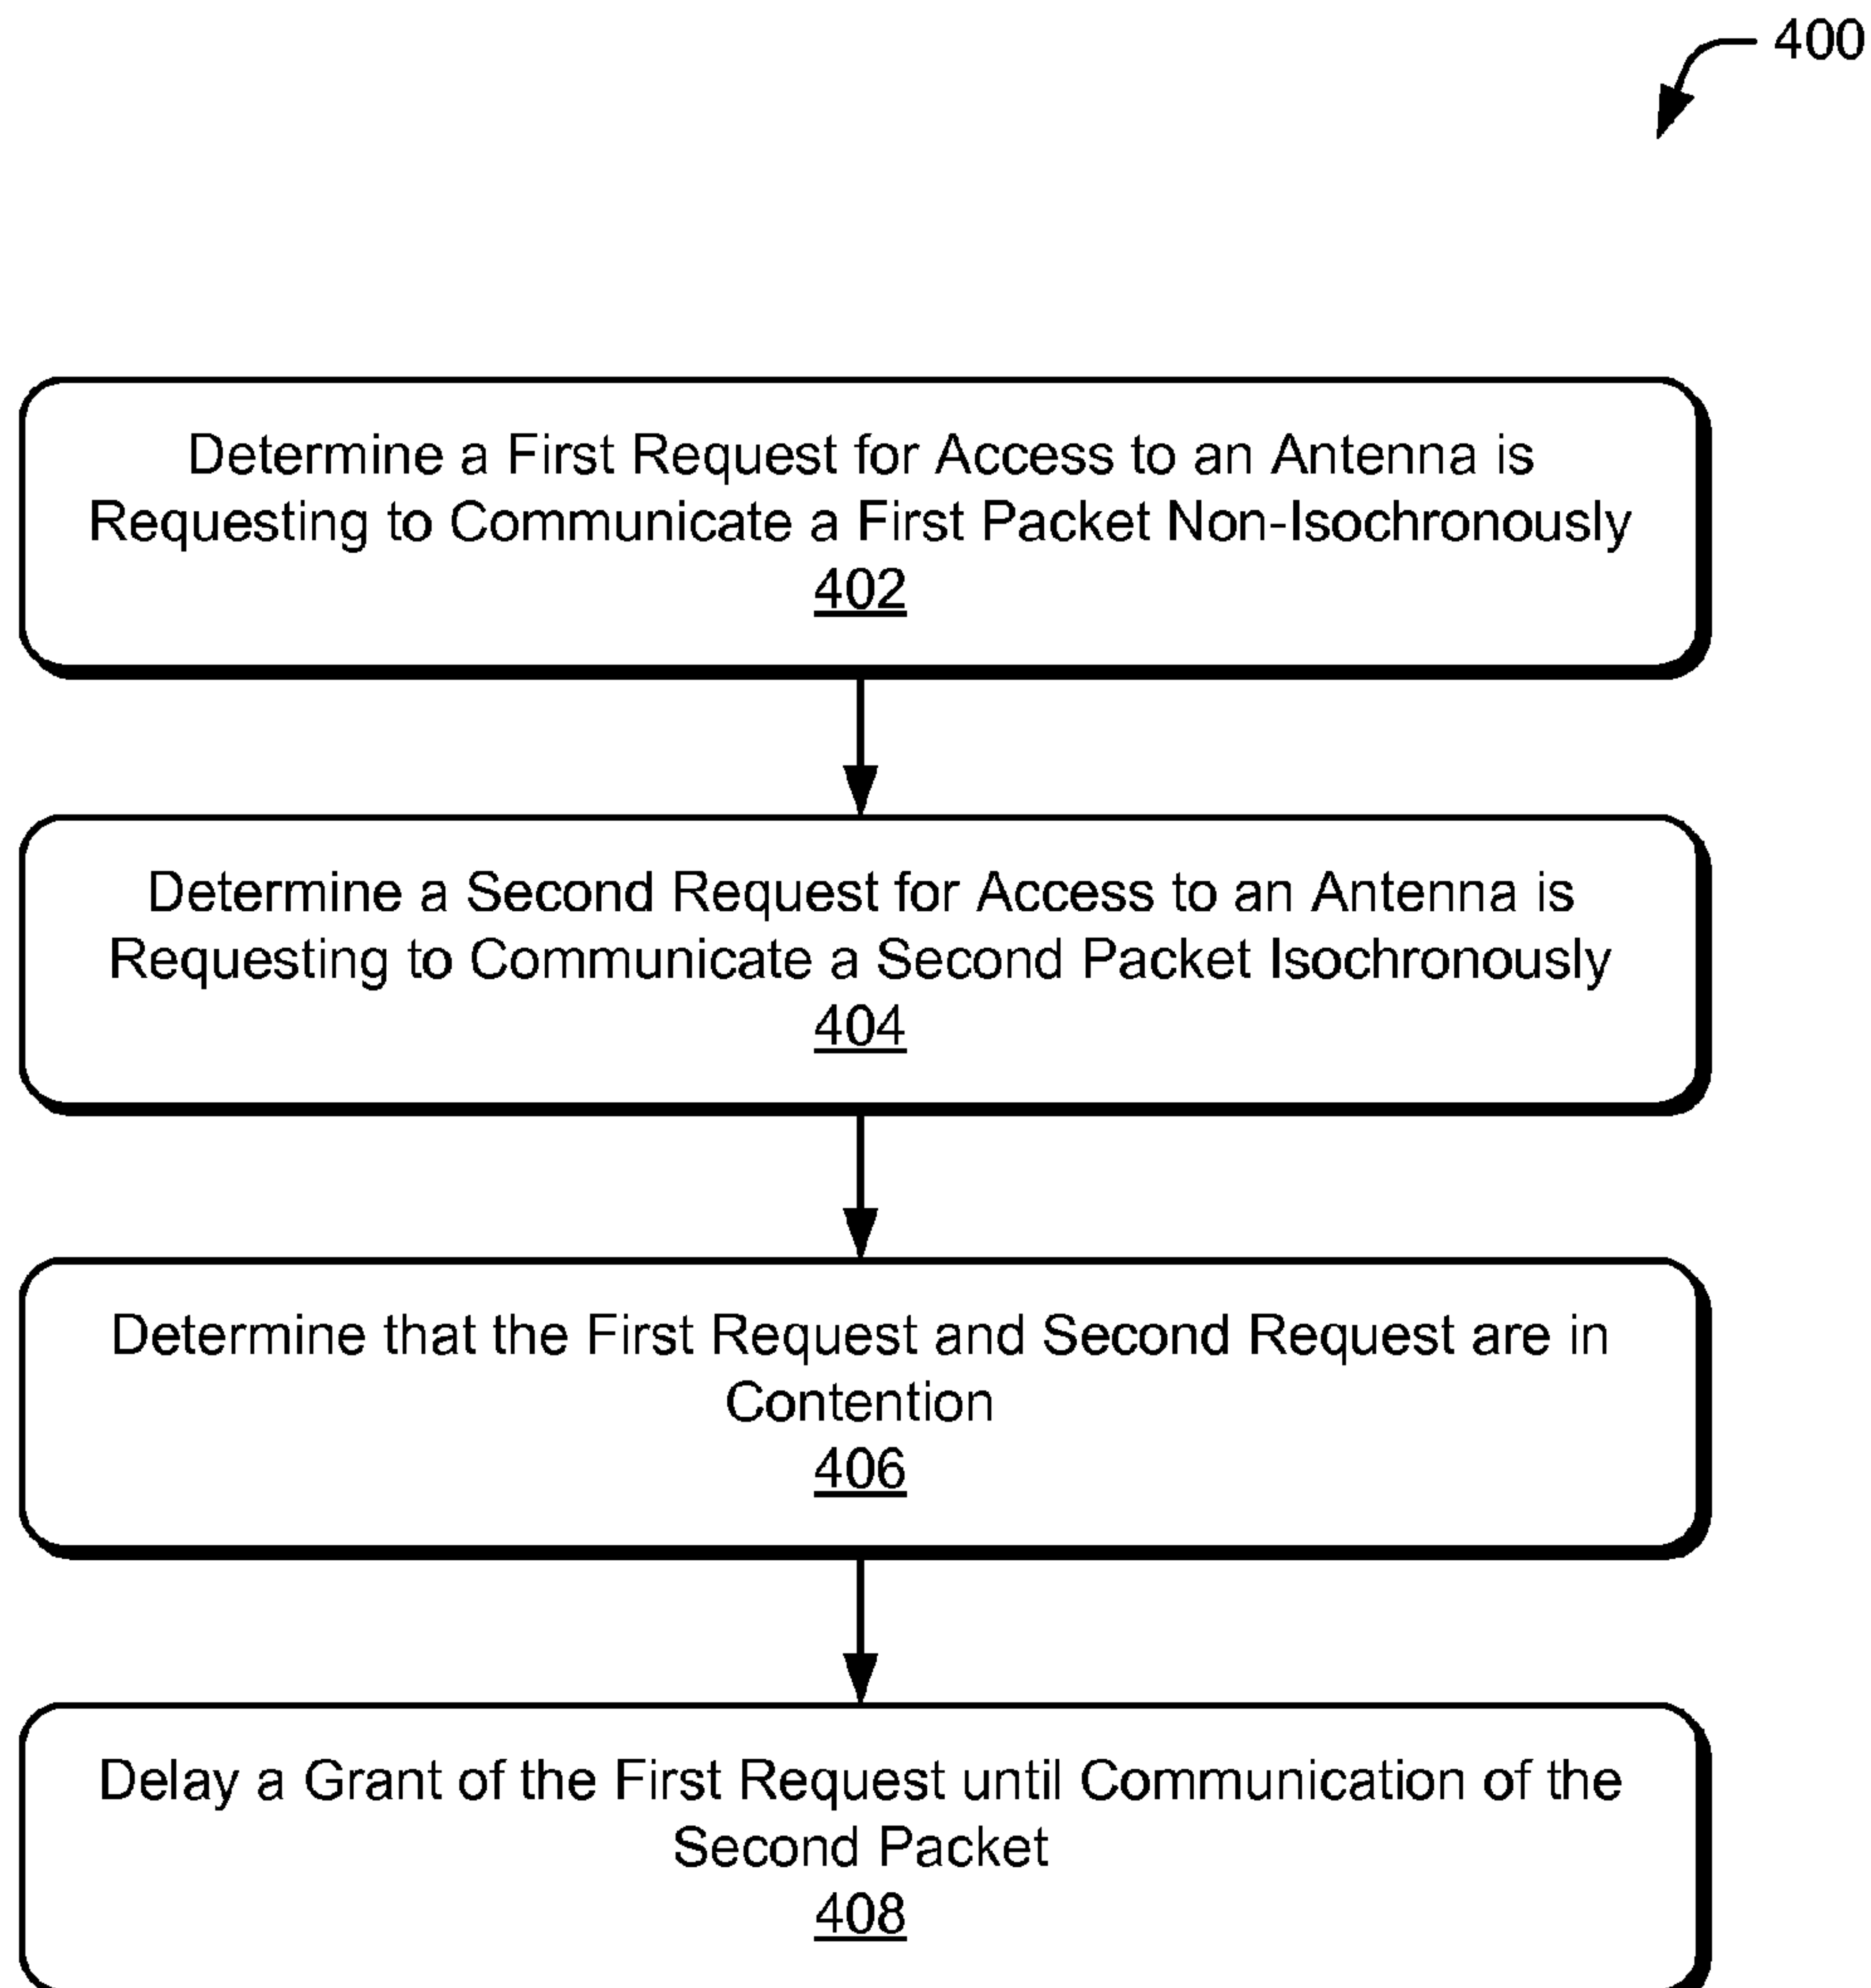 400
Determine a First Request for Access to an Antenna is
Requesting to Communicate a First Packet Non-Isochronously
402
Determine a Second Request for Access to an Antenna is
Requesting to Communicate a Second Packet Isochronously
404
Determine that the First Request and Second Request are in
Contention
406
Delay a Grant of the First Request until Communication of the
Second Packet
408